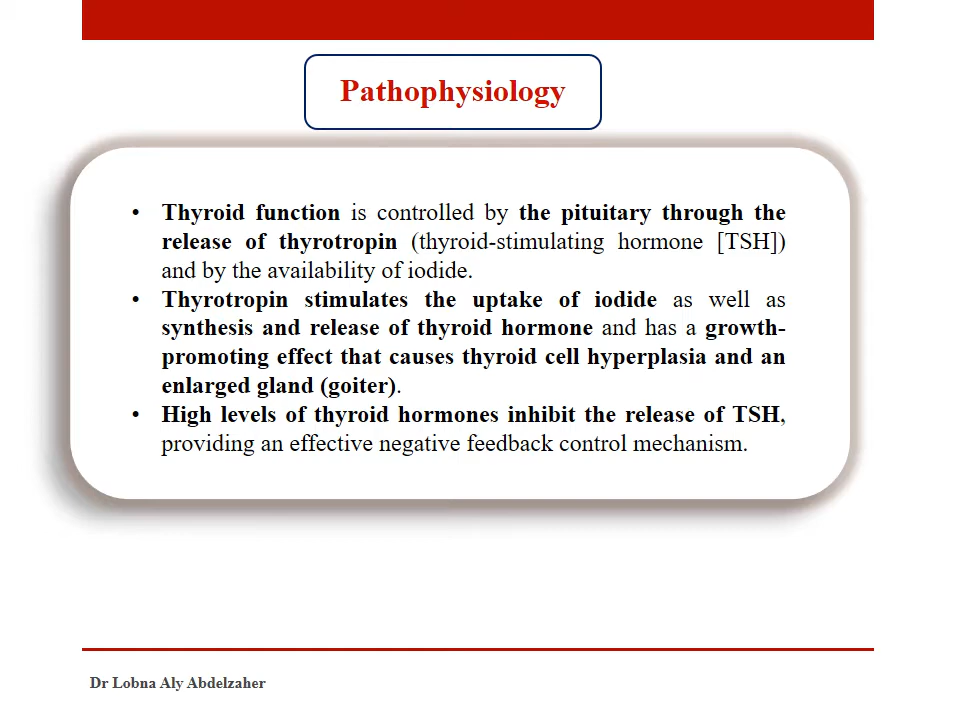 Pathophysiology
• Thyroid function is controlled by the pituitary through the
release of thyrotropin (thyroid-stimulating hormone [TSH])
and by the availability of iodide.
• Thyrotropin stimulates the uptake of iodide as well as
synthesis and release of thyroid hormone and has a growth-
promoting effect that causes thyroid cell hyperplasia and an
enlarged gland (goiter).
• High levels of thyroid hormones inhibit the release of TSH,
providing an effective negative feedback control mechanism.
Dr Lobna Aly Abdelzaher